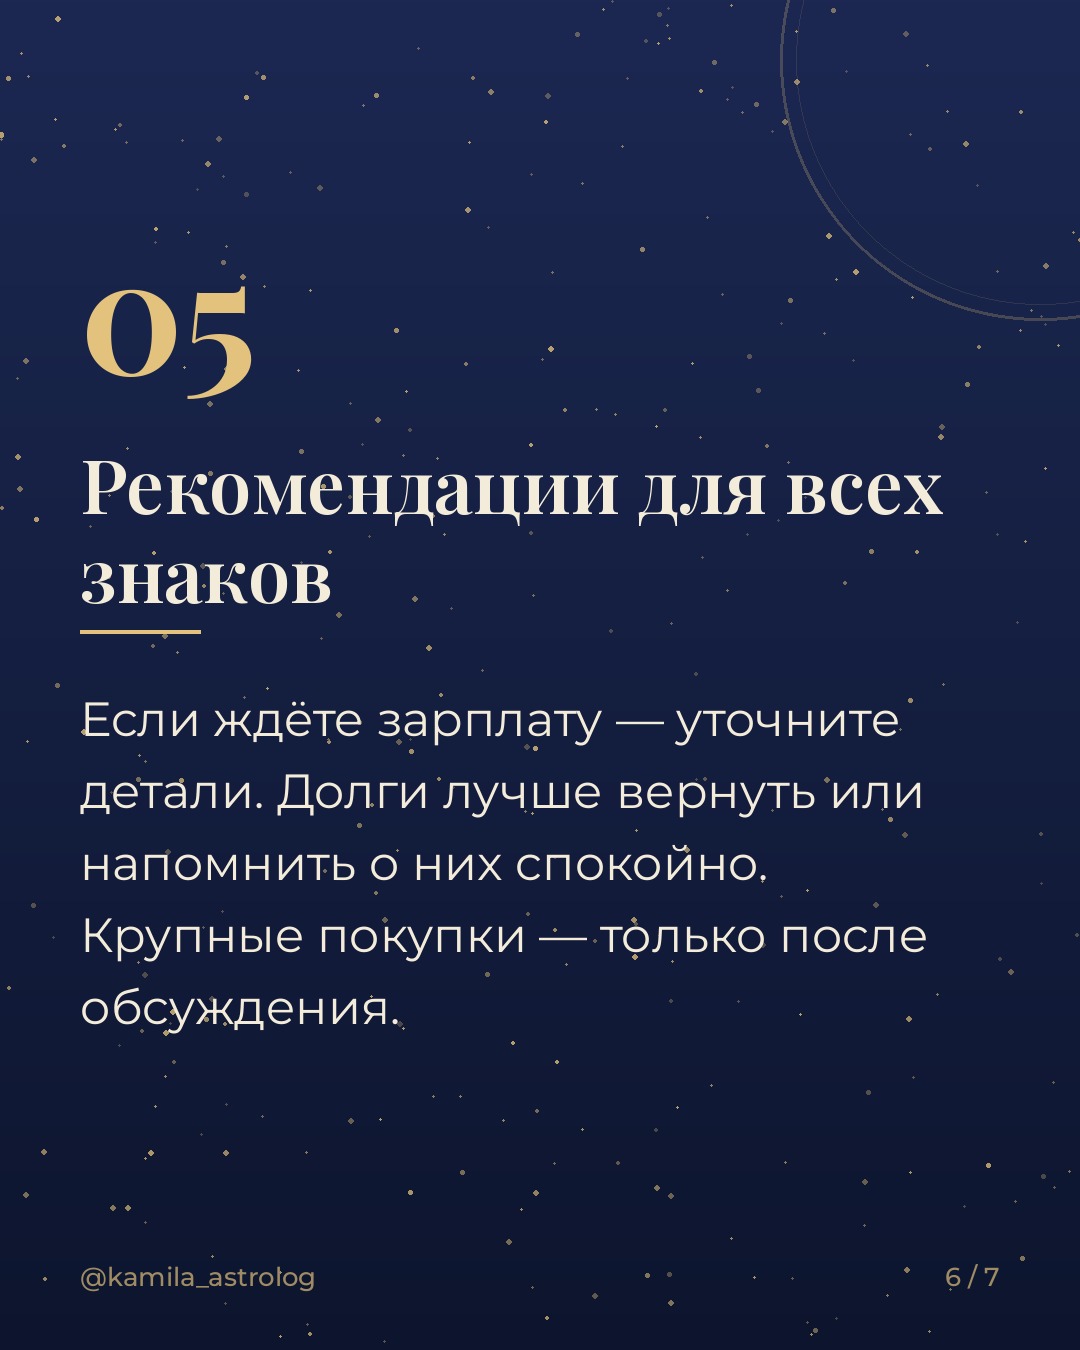 05
Рекомендации для всех
знаков
Если ждёте зарплату — уточните
детали. Долги лучше вернуть или
напомнить о них спокойно.
Крупные покупки — только после
обсуждения.
@kamila_astrolog
6 / 7